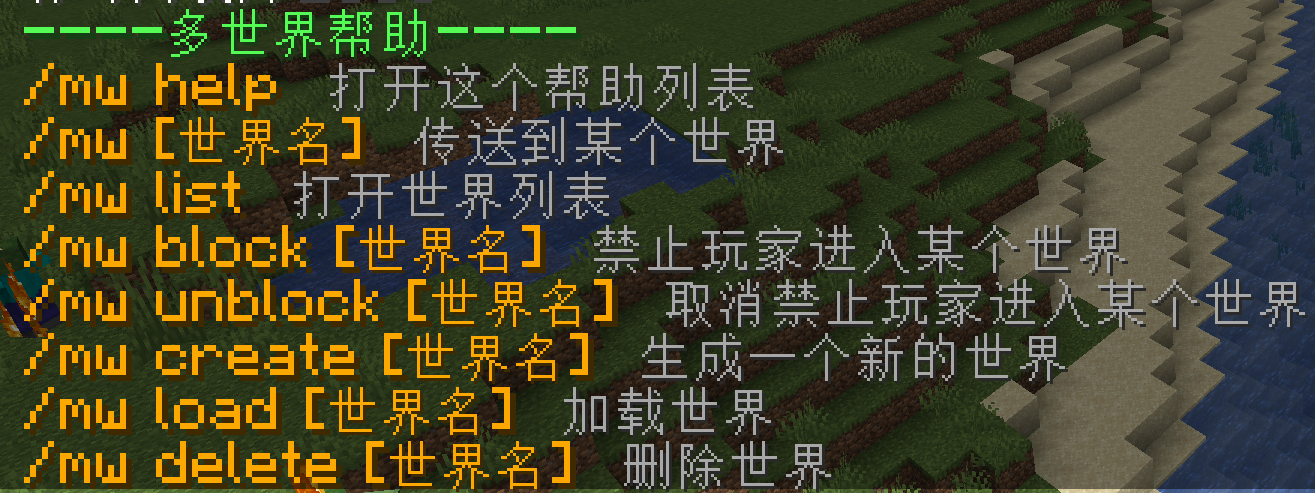 ----多世界帮助----
/mw help 打开这个帮助列表
/mw [世界名] 传送到某个世界
/mw list 打开世界列表
/mw block [世界名] 禁止玩家进入某个世界
/mw unblock [世界名] 取消禁止玩家进入某个世界
/mw create [世界名] 生成一个新的世界
/mw load [世界名] 加载世界
/mw delete [世界名] 删除世界